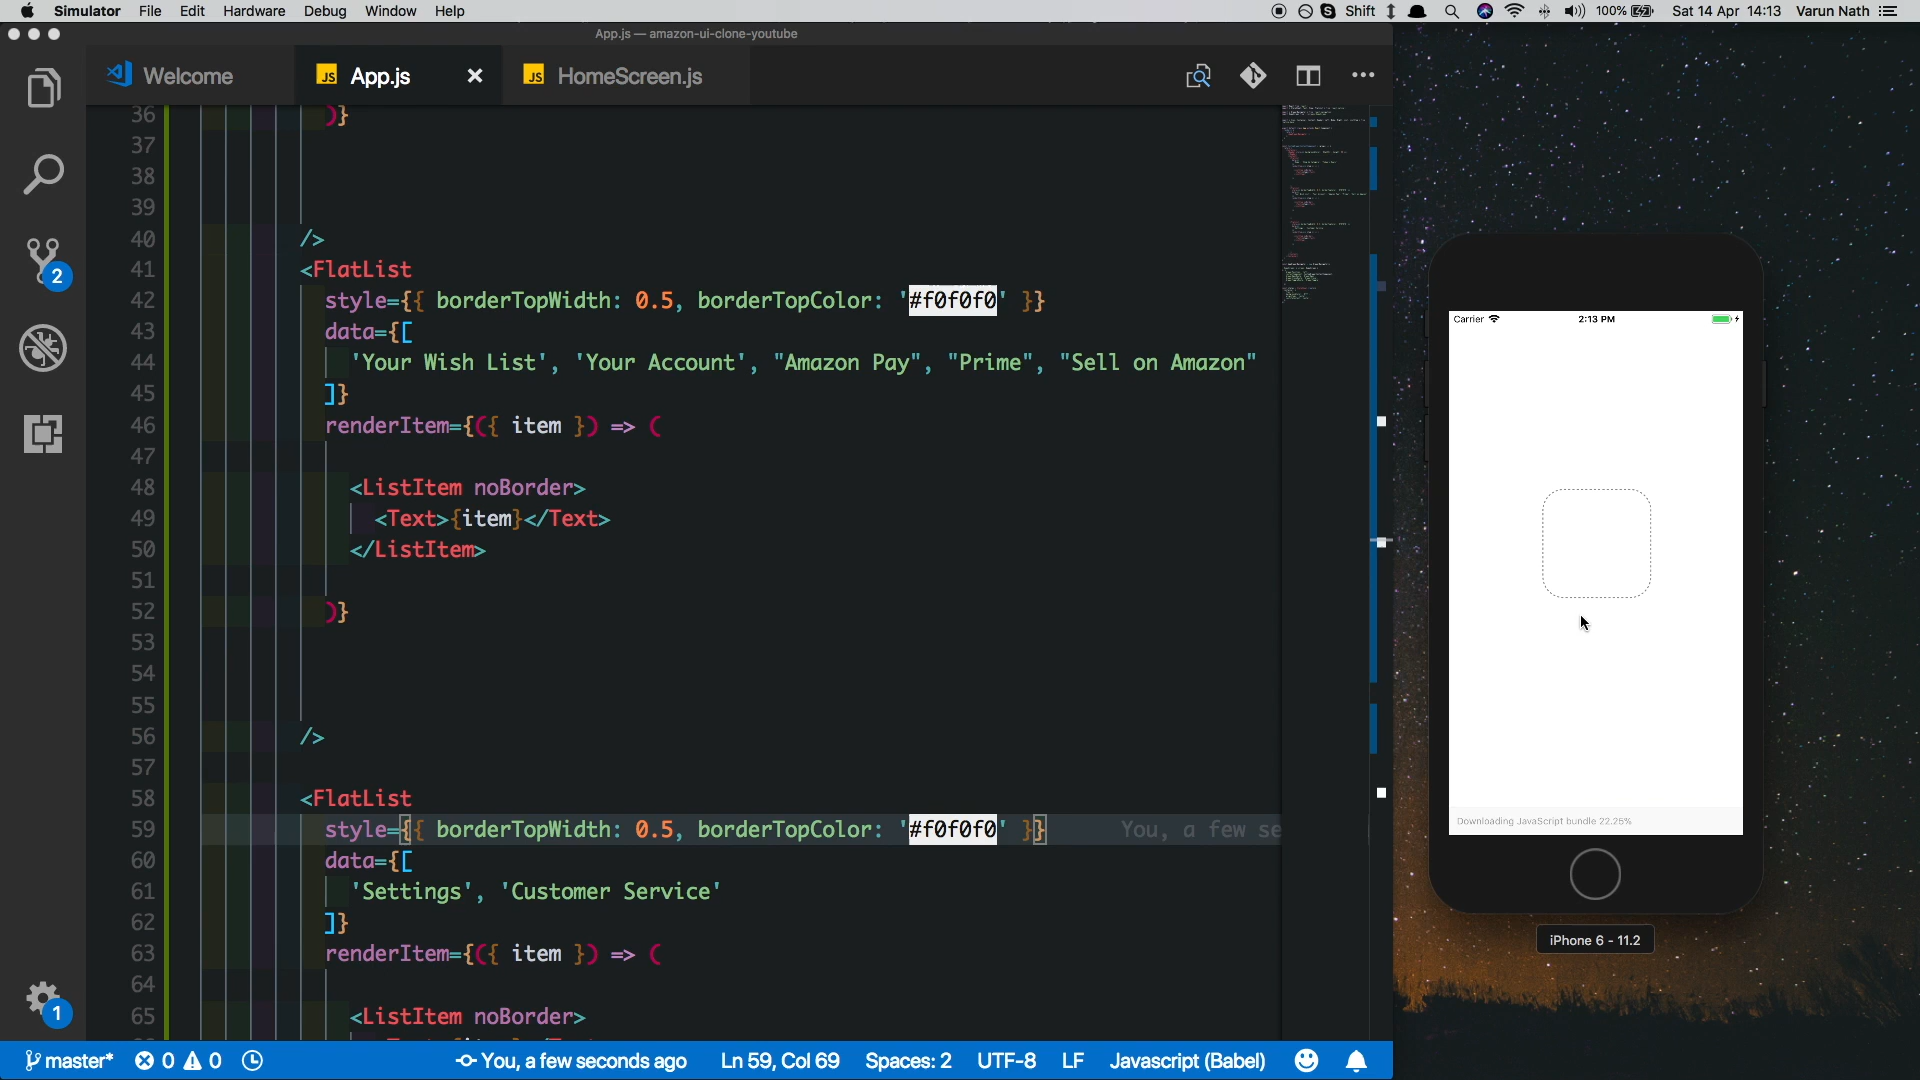 Simulator File Edit Hardware Debug Window Help
Shift 100% Sat 14 Apr 14:13 Varun Nath
App.js — amazon-ui-clone-youtube
Welcome
JS App.js
JS HomeScreen.js
36 )}
37
38
39
40 />
41 <FlatList
42 style={{ borderTopWidth: 0.5, borderTopColor: '#f0f0f0' }}
43 data={[
44 'Your Wish List', 'Your Account', "Amazon Pay", "Prime", "Sell on Amazon"
45 ]}
46 renderItem={({ item }) => (
47
48 <ListItem noBorder>
49 <Text>{item}</Text>
50 </ListItem>
51
52 )}
53
54
55
56 />
57
58 <FlatList
59 style={{ borderTopWidth: 0.5, borderTopColor: '#f0f0f0' }} You, a few se
60 data={[
61 'Settings', 'Customer Service'
62 ]}
63 renderItem={({ item }) => (
64
65 <ListItem noBorder>
2
1
master* 0 0 You, a few seconds ago Ln 59, Col 69 Spaces: 2 UTF-8 LF Javascript (Babel)
Carrier 2:13 PM
Downloading JavaScript bundle 22.25%
iPhone 6 - 11.2